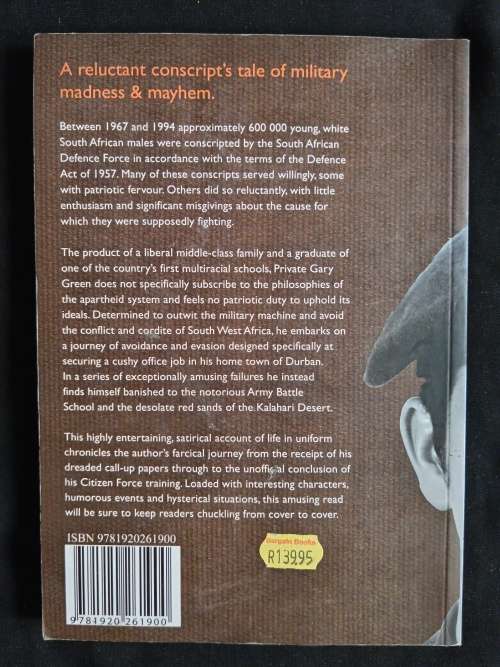 A reluctant conscript's tale of military
madness & mayhem.
Between 1967 and 1994 approximately 600 000 young, white
South African males were conscripted by the South African
Defence Force in accordance with the terms of the Defence
Act of 1957. Many of these conscripts served willingly, some
with patriotic fervour. Others did so reluctantly, with little
enthusiasm and significant misgivings about the cause for
which they were supposedly fighting.
The product of a liberal middle-class family and a graduate of
one of the country's first multiracial schools, Private Gary
Green does not specifically subscribe to the philosophies of
the apartheid system and feels no patriotic duty to uphold its
ideals. Determined to outwit the military machine and avoid
the conflict and cordite of South West Africa, he embarks on
a journey of avoidance and evasion designed specifically at
securing a cushy office job in his home town of Durban.
In a series of exceptionally amusing failures he instead
finds himself banished to the notorious Army Battle
School and the desolate red sands of the Kalahari Desert.
This highly entertaining, satirical account of life in uniform
chronicles the author's farcical journey from the receipt of his
dreaded call-up papers through to the unofficial conclusion of
his Citizen Force training. Loaded with interesting characters,
humorous events and hysterical situations, this amusing read
will be sure to keep readers chuckling from cover to cover.
ISBN 9781920261900
Bargain Books
R139.95
9 781920 261900